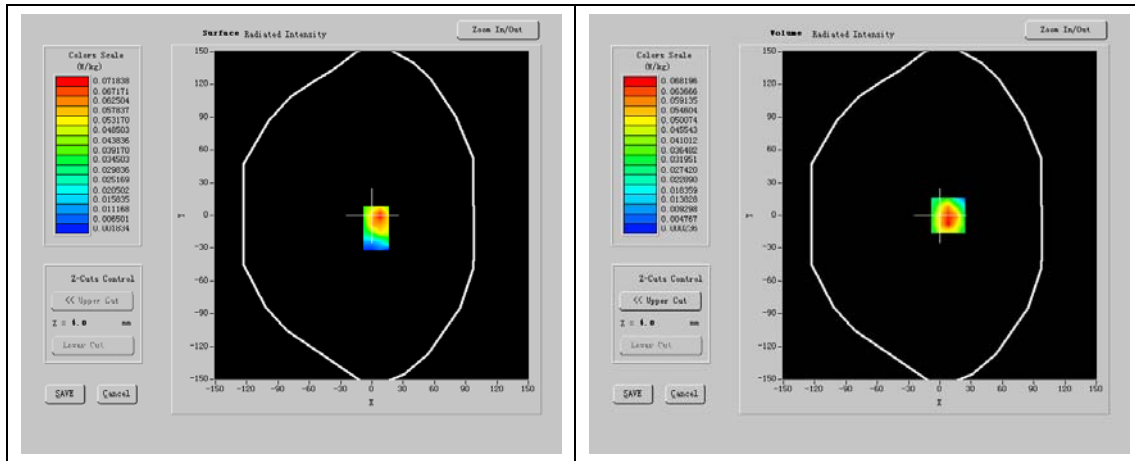 Surface Radiated Intensity
Zoom In/Out
Colors Scale
(W/kg)
0.071838
0.067171
0.062504
0.057837
0.053170
0.048503
0.043836
0.039170
0.034503
0.029836
0.025169
0.020502
0.015835
0.011168
0.006501
0.001834
150
120
90
60
30
0
-30
-60
-90
-120
-150
Y
-150 -120 -90 -60 -30 0 30 60 90 120 150
X
Z-Cuts Control
<< Upper Cut
Z = 4.0 mm
Lower Cut
SAVE Cancel
Volume Radiated Intensity
Zoom In/Out
Colors Scale
(W/kg)
0.068196
0.063666
0.059135
0.054604
0.050074
0.045543
0.041012
0.036482
0.031951
0.027420
0.022890
0.018359
0.013828
0.009298
0.004767
0.000236
150
120
90
60
30
0
-30
-60
-90
-120
-150
Y
-150 -120 -90 -60 -30 0 30 60 90 120 150
X
Z-Cuts Control
<< Upper Cut
Z = 4.0 mm
Lower Cut
SAVE Cancel